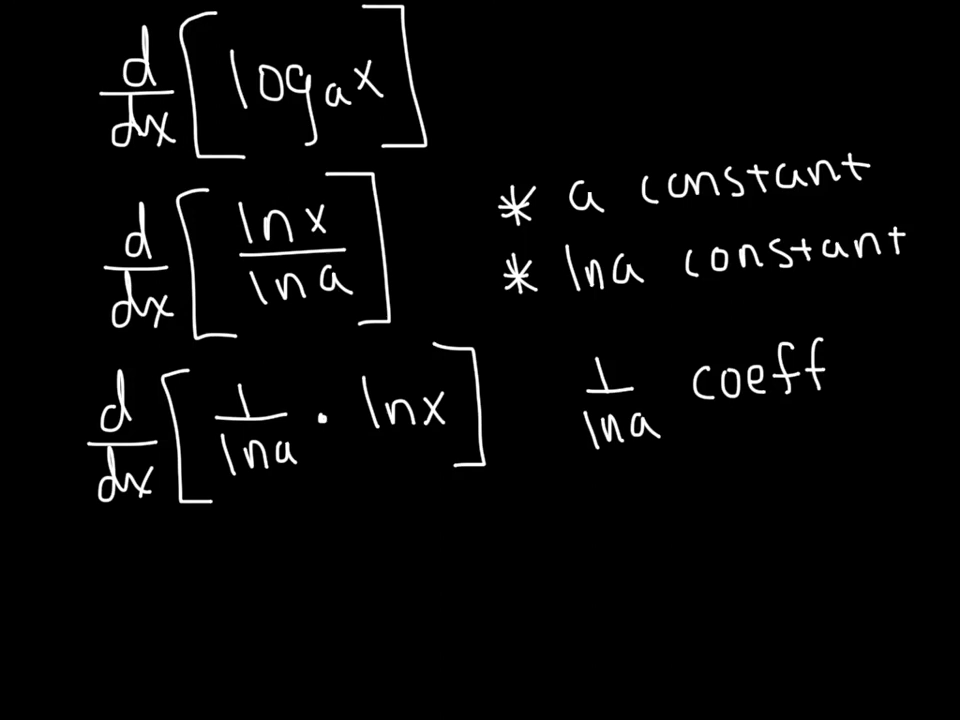 d/dx [log_a x]
d/dx [ln x / ln a]
* a constant
* ln a constant
d/dx [1/ln a · ln x]
1/ln a coeff